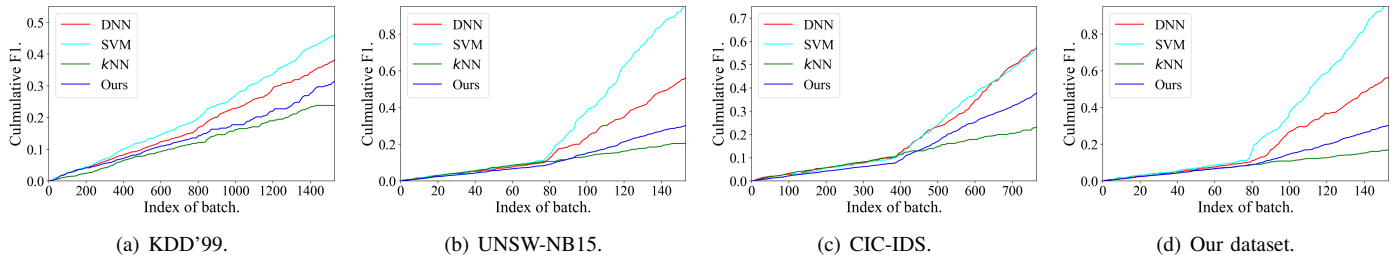 0.5
0.4
0.3
0.2
0.1
0.0
Culmulative F1.
DNN
SVM
kNN
Ours
0 200 400 600 800 1000 1200 1400
Index of batch.
(a) KDD'99.
0.8
0.6
0.4
0.2
0.0
Culmulative F1.
DNN
SVM
kNN
Ours
0 20 40 60 80 100 120 140
Index of batch.
(b) UNSW-NB15.
0.7
0.6
0.5
0.4
0.3
0.2
0.1
0.0
Culmulative F1.
DNN
SVM
kNN
Ours
0 100 200 300 400 500 600 700
Index of batch.
(c) CIC-IDS.
0.8
0.6
0.4
0.2
0.0
Culmulative F1.
DNN
SVM
kNN
Ours
0 20 40 60 80 100 120 140
Index of batch.
(d) Our dataset.